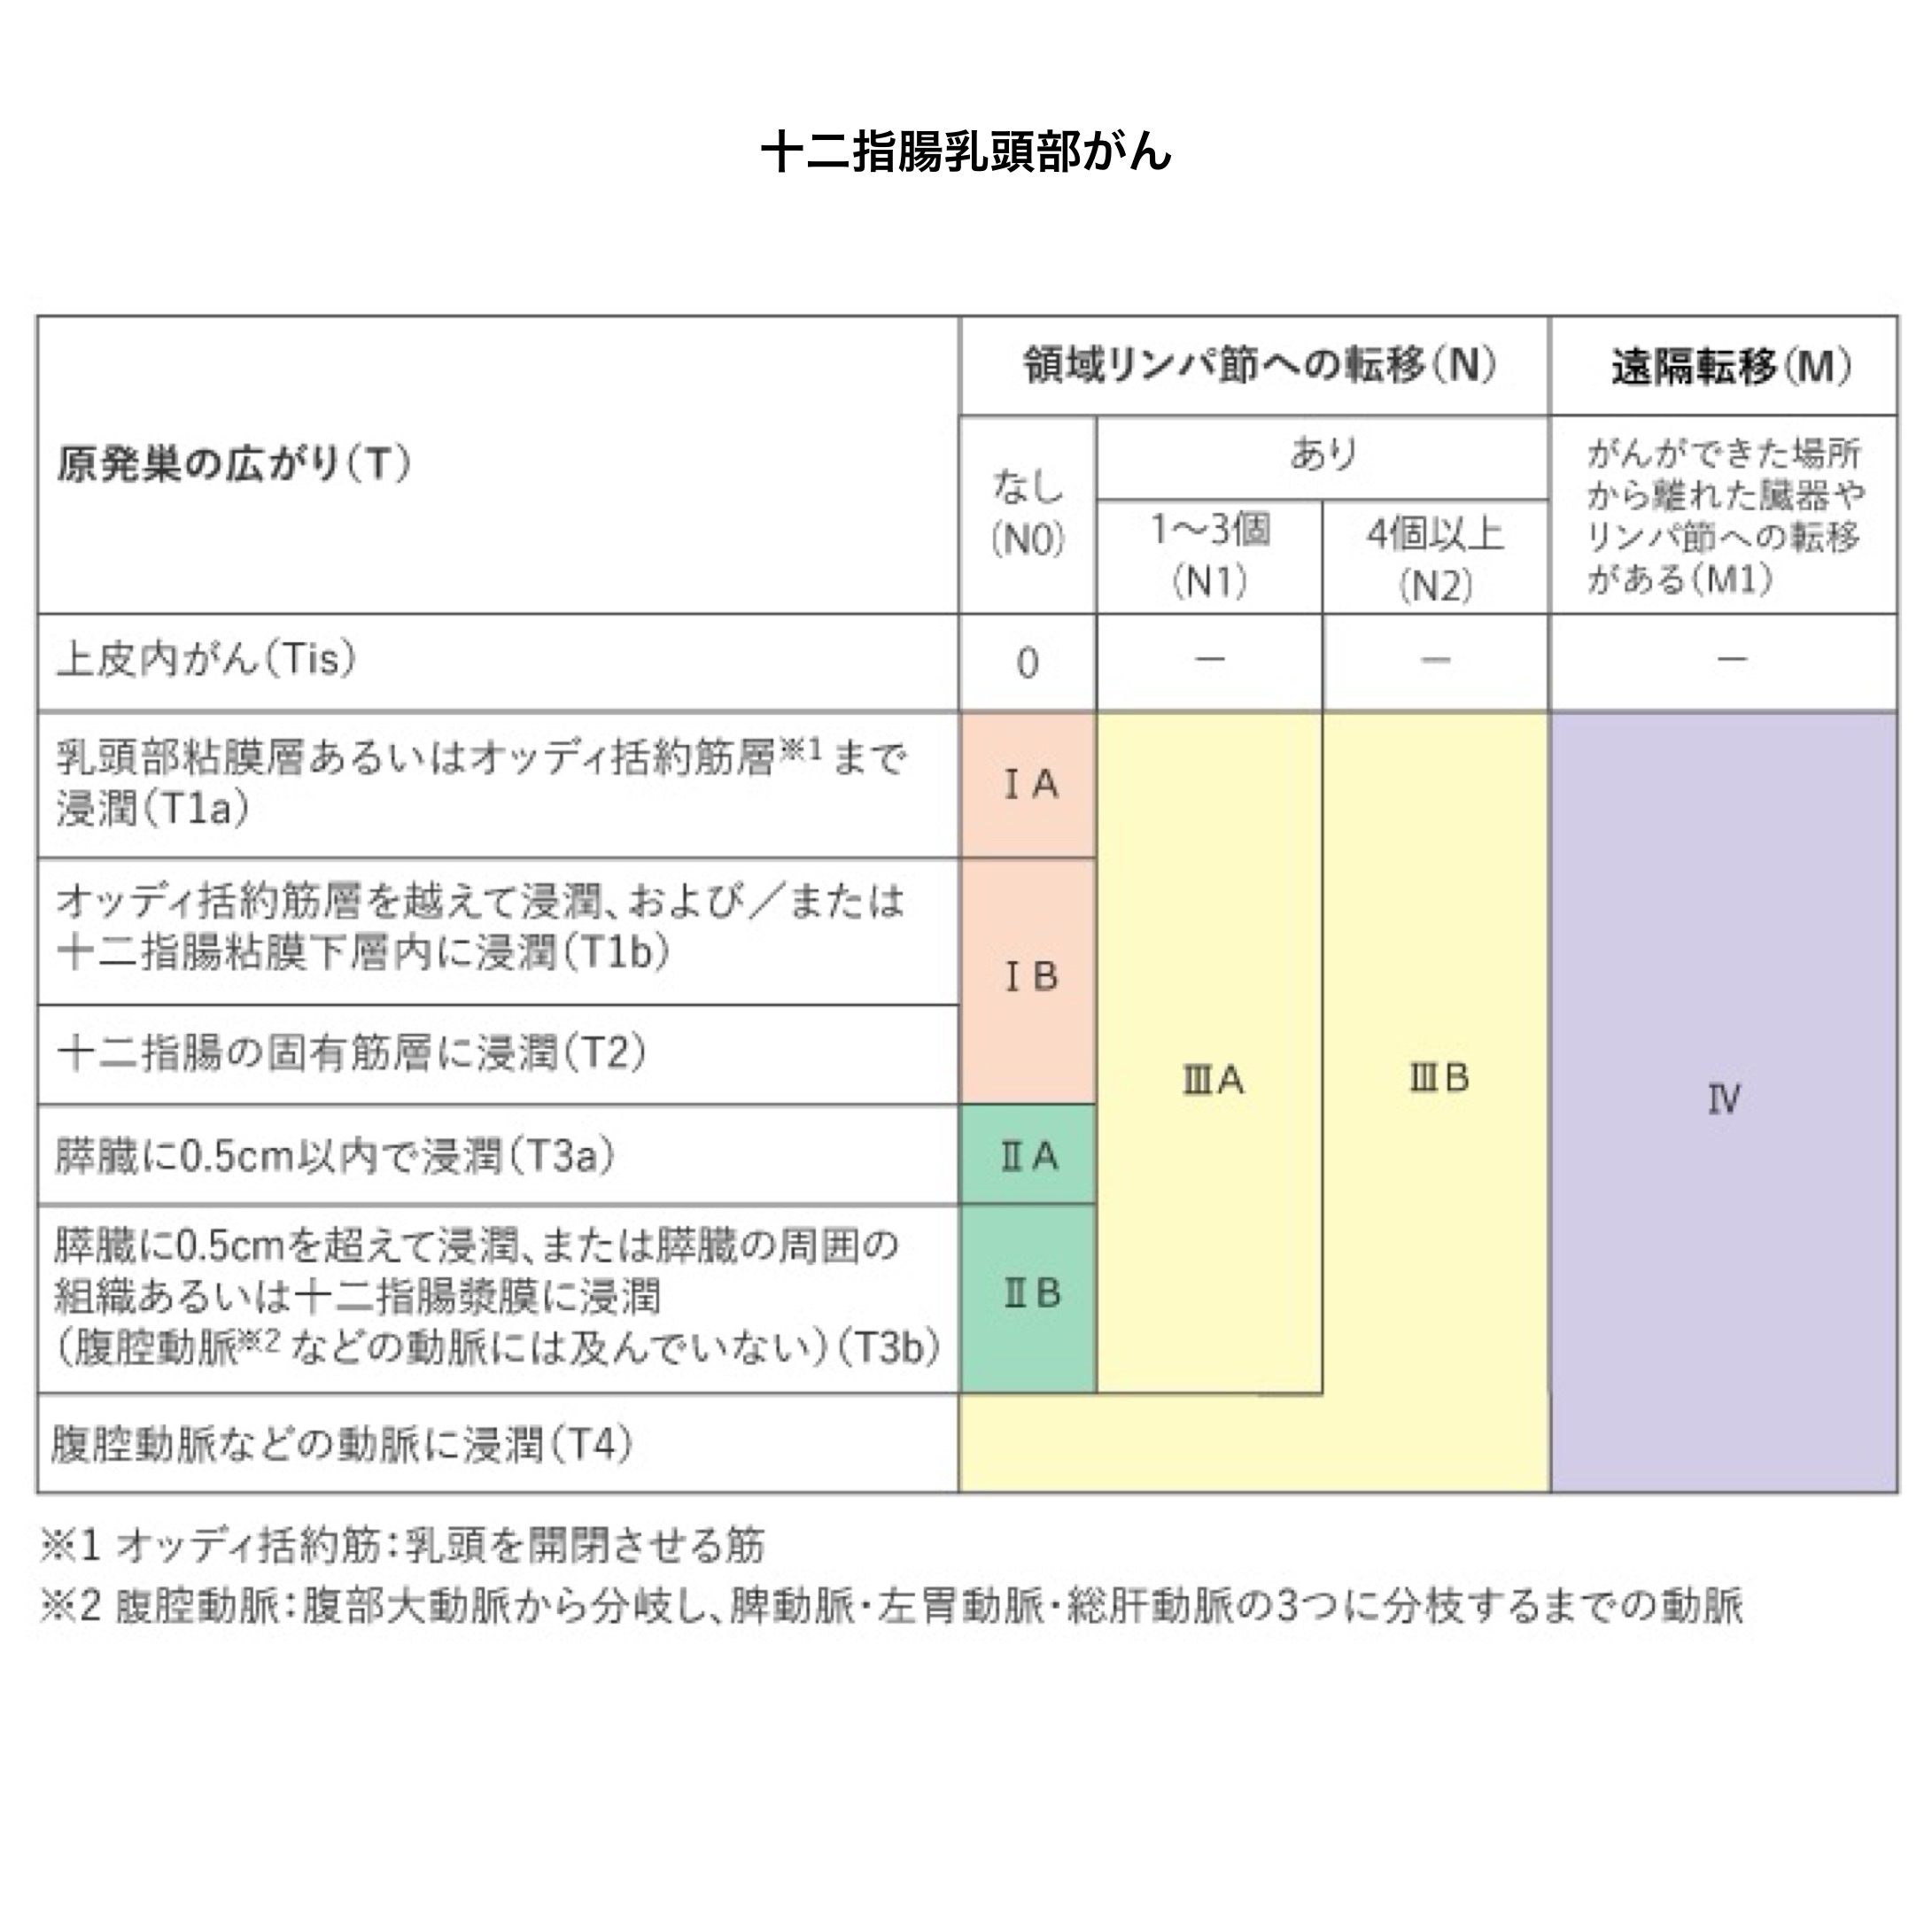 十二指腸乳頭部がん
原発巣の広がり（T）
領域リンパ節への転移（N）
遠隔転移（M）
なし
（N0）
あり
1～3個
（N1）
4個以上
（N2）
がんができた場所
から離れた臓器や
リンパ節への転移
がある（M1）
上皮内がん（Tis）
0
－
－
－
乳頭部粘膜層あるいはオッディ括約筋層※1 まで
浸潤（T1a）
ⅠA
オッディ括約筋層を越えて浸潤、および／または
十二指腸粘膜下層内に浸潤（T1b）
ⅠB
十二指腸の固有筋層に浸潤（T2）
ⅢA
ⅢB
Ⅳ
膵臓に0.5cm以内で浸潤（T3a）
ⅡA
膵臓に0.5cmを超えて浸潤、または膵臓の周囲の
組織あるいは十二指腸漿膜に浸潤
（腹腔動脈※2 などの動脈には及んでいない）（T3b）
ⅡB
腹腔動脈などの動脈に浸潤（T4）
※1 オッディ括約筋：乳頭を開閉させる筋
※2 腹腔動脈：腹部大動脈から分岐し、脾動脈・左胃動脈・総肝動脈の3つに分枝するまでの動脈